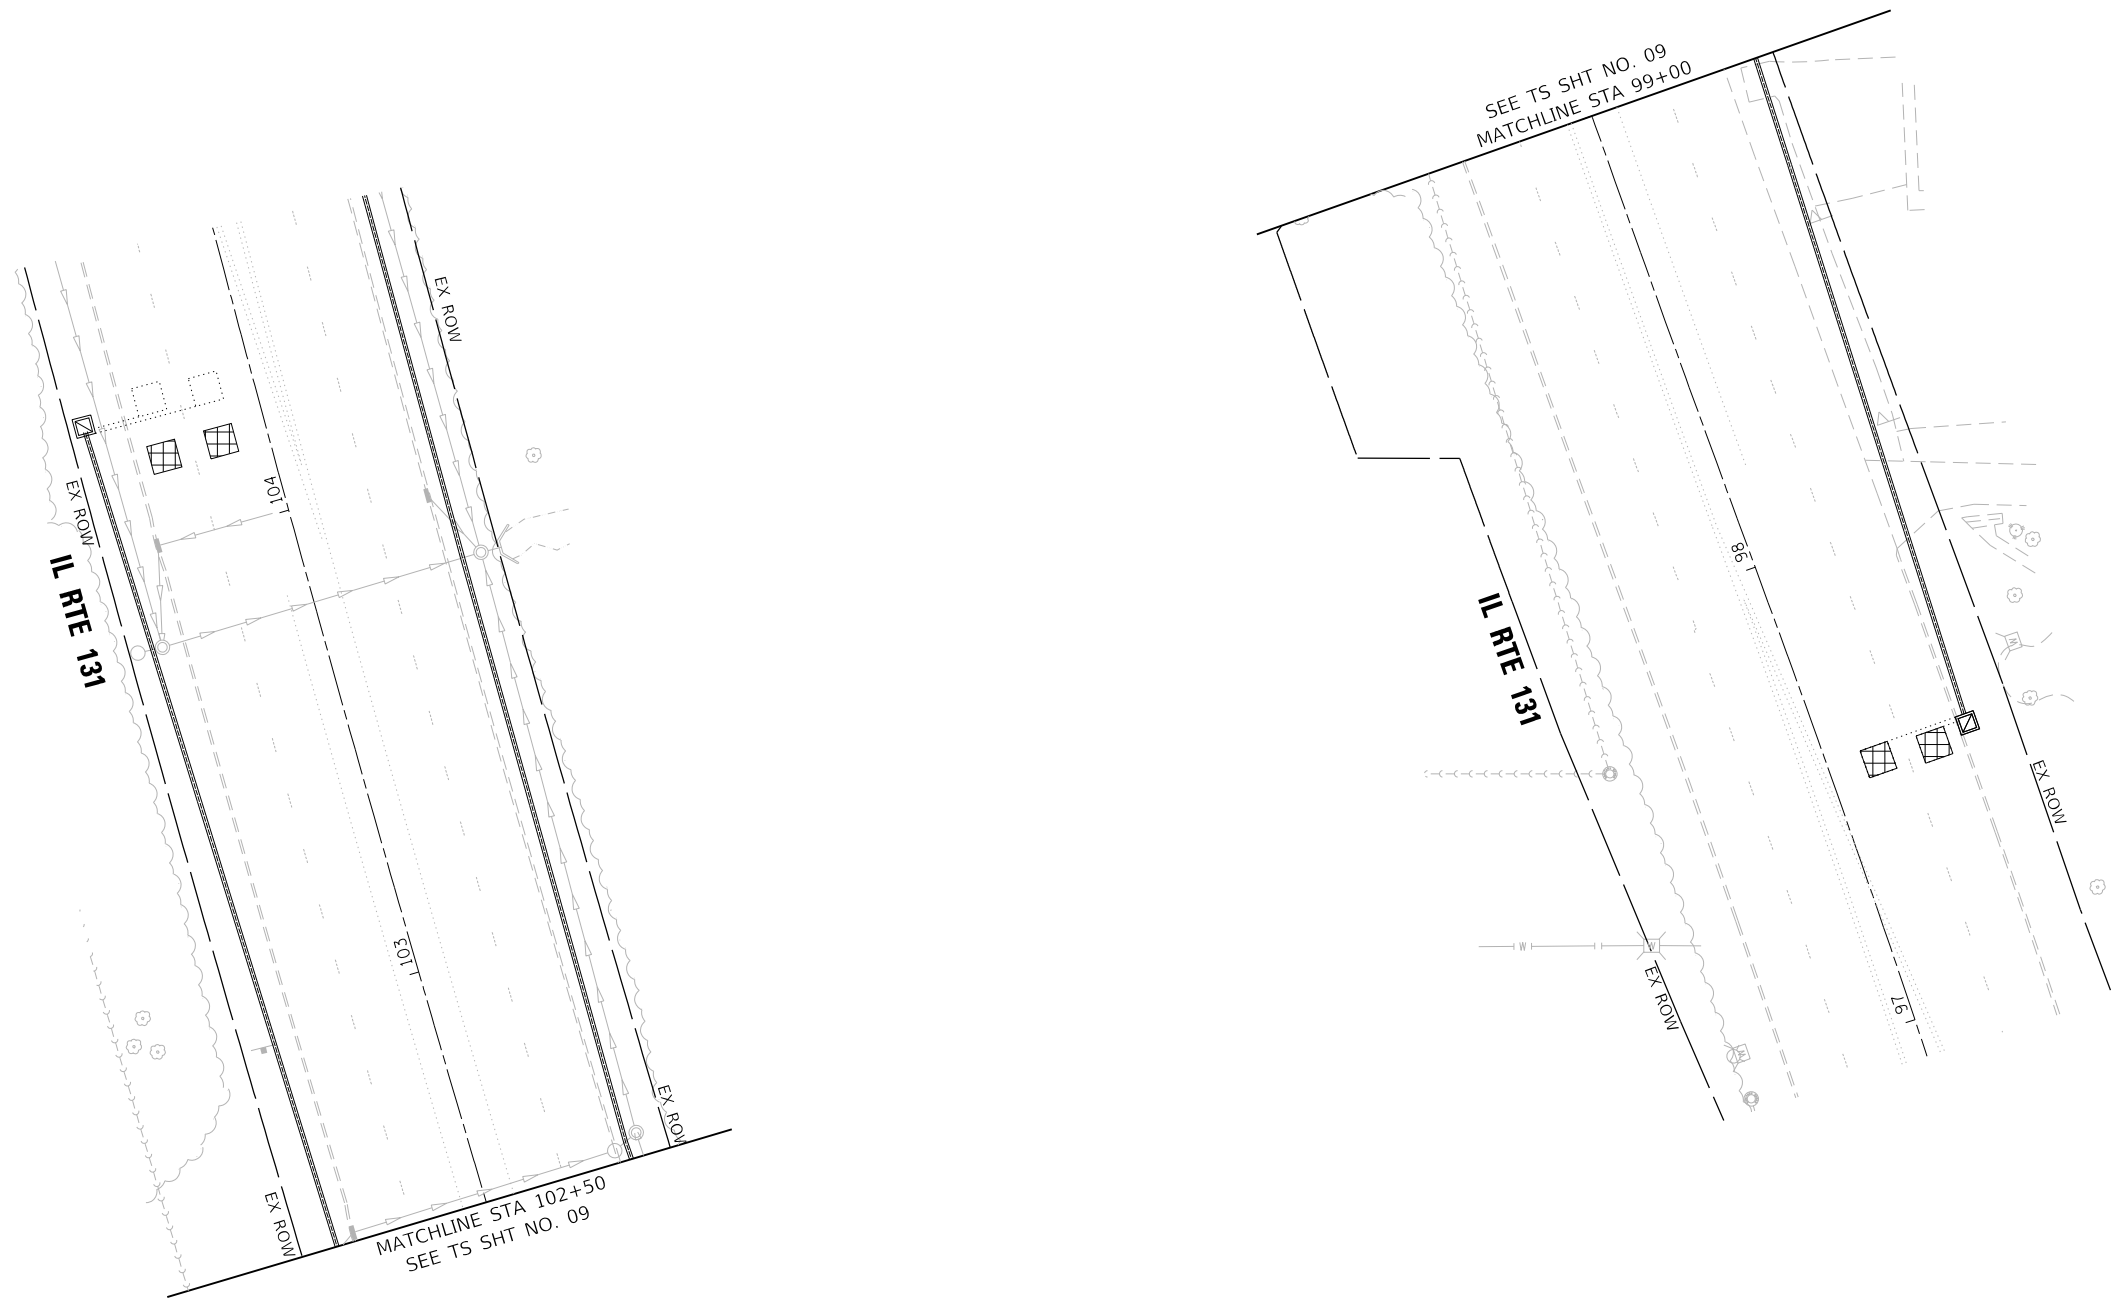 EX ROW
104
EX ROW
IL RTE 131
103
EX ROW
EX ROW
MATCHLINE STA 102+50
SEE TS SHT NO. 09
SEE TS SHT NO. 09
MATCHLINE STA 99+00
98
IL RTE 131
W
EX ROW
W
W
EX ROW
97
W